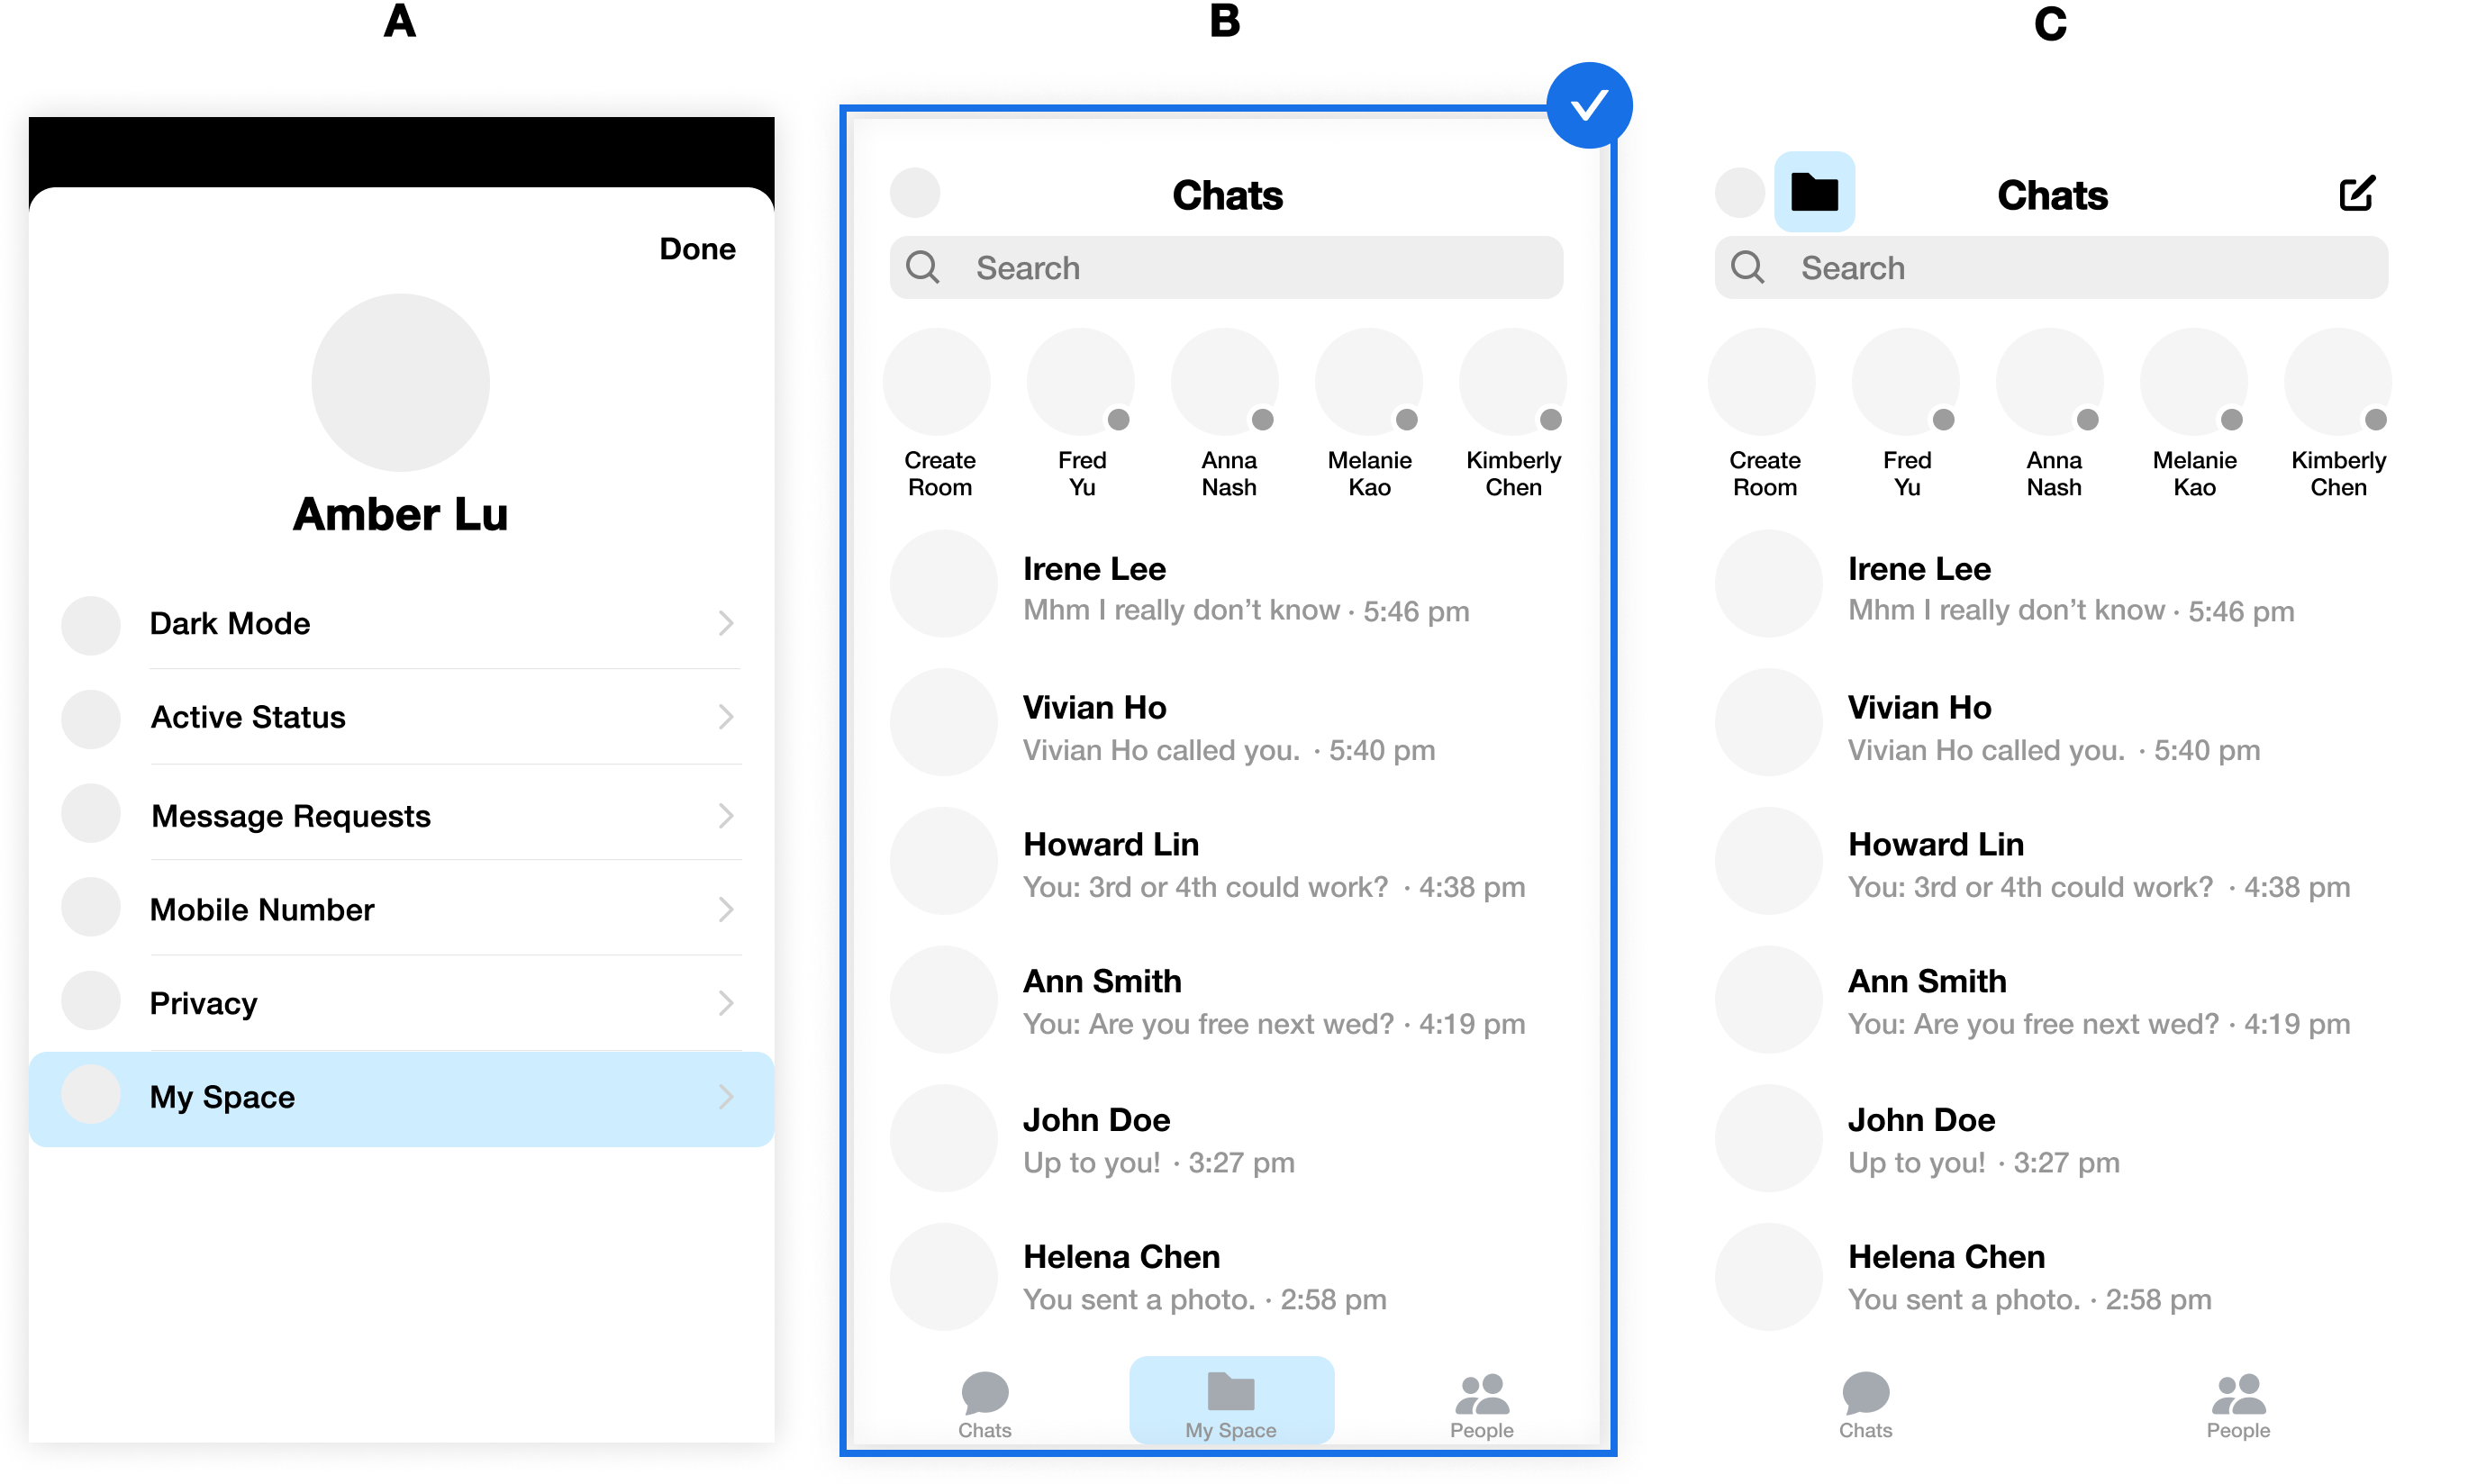 A
Done
Amber Lu
Dark Mode
Active Status
Message Requests
Mobile Number
Privacy
My Space
B
Chats
Search
Create
Room
Fred
Yu
Anna
Nash
Melanie
Kao
Kimberly
Chen
Irene Lee
Mhm I really don’t know · 5:46 pm
Vivian Ho
Vivian Ho called you. · 5:40 pm
Howard Lin
You: 3rd or 4th could work? · 4:38 pm
Ann Smith
You: Are you free next wed? · 4:19 pm
John Doe
Up to you! · 3:27 pm
Helena Chen
You sent a photo. · 2:58 pm
Chats
My Space
People
C
Chats
Search
Create
Room
Fred
Yu
Anna
Nash
Melanie
Kao
Kimberly
Chen
Irene Lee
Mhm I really don’t know · 5:46 pm
Vivian Ho
Vivian Ho called you. · 5:40 pm
Howard Lin
You: 3rd or 4th could work? · 4:38 pm
Ann Smith
You: Are you free next wed? · 4:19 pm
John Doe
Up to you! · 3:27 pm
Helena Chen
You sent a photo. · 2:58 pm
Chats
People